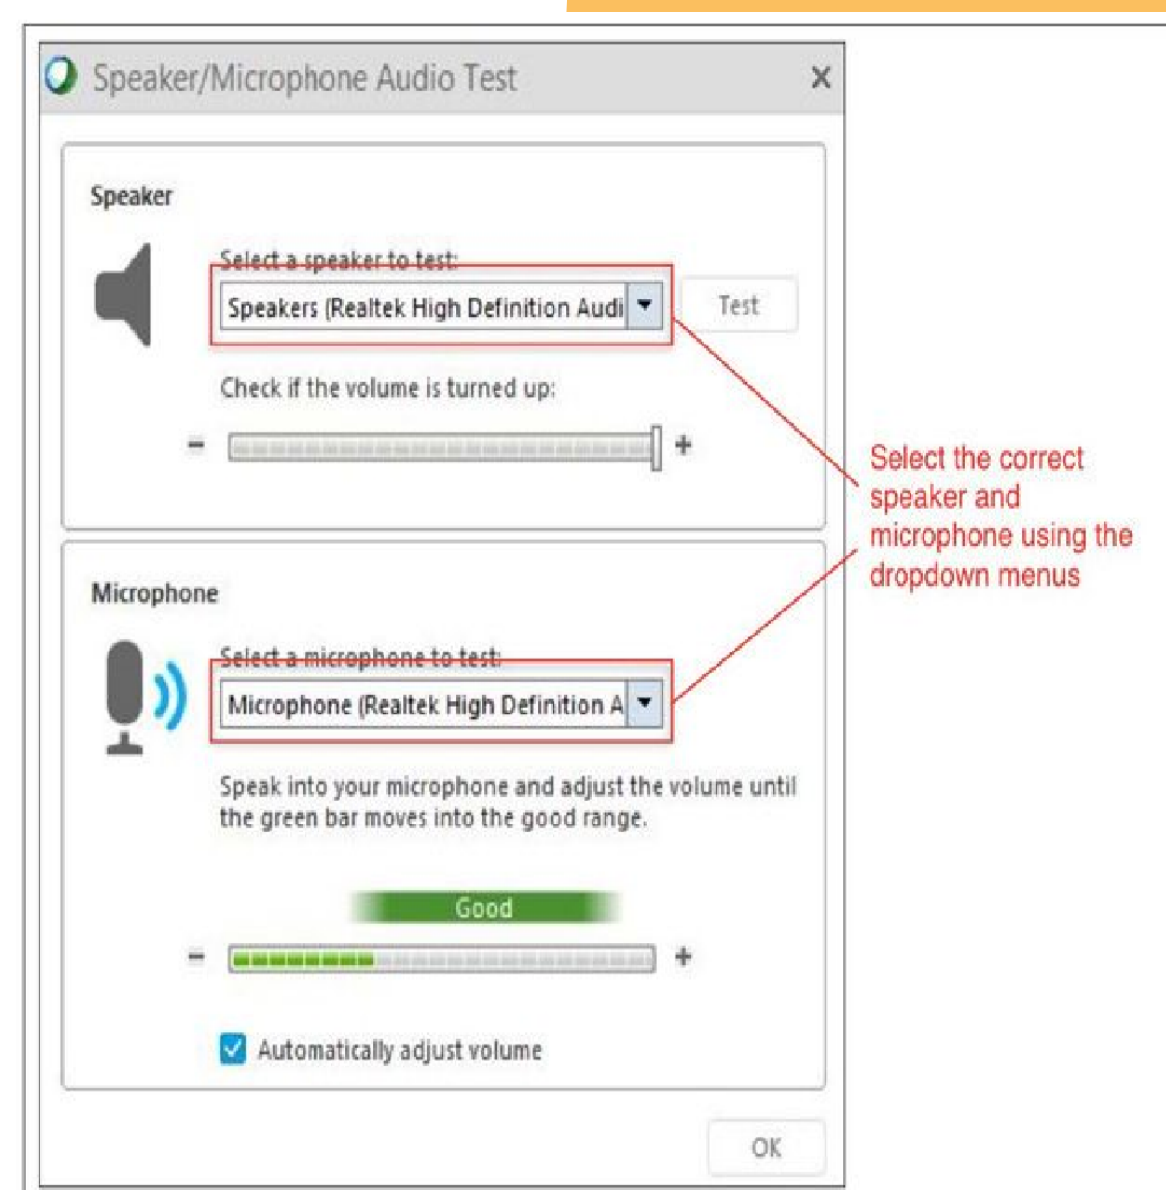 Speaker/Microphone Audio Test
Speaker
Select a speaker to test:
Speakers (Realtek High Definition Audi
Test
Check if the volume is turned up:
- +
Select the correct
speaker and
microphone using the
dropdown menus
Microphone
Select a microphone to test:
Microphone (Realtek High Definition A
Speak into your microphone and adjust the volume until
the green bar moves into the good range.
Good
- +
Automatically adjust volume
OK